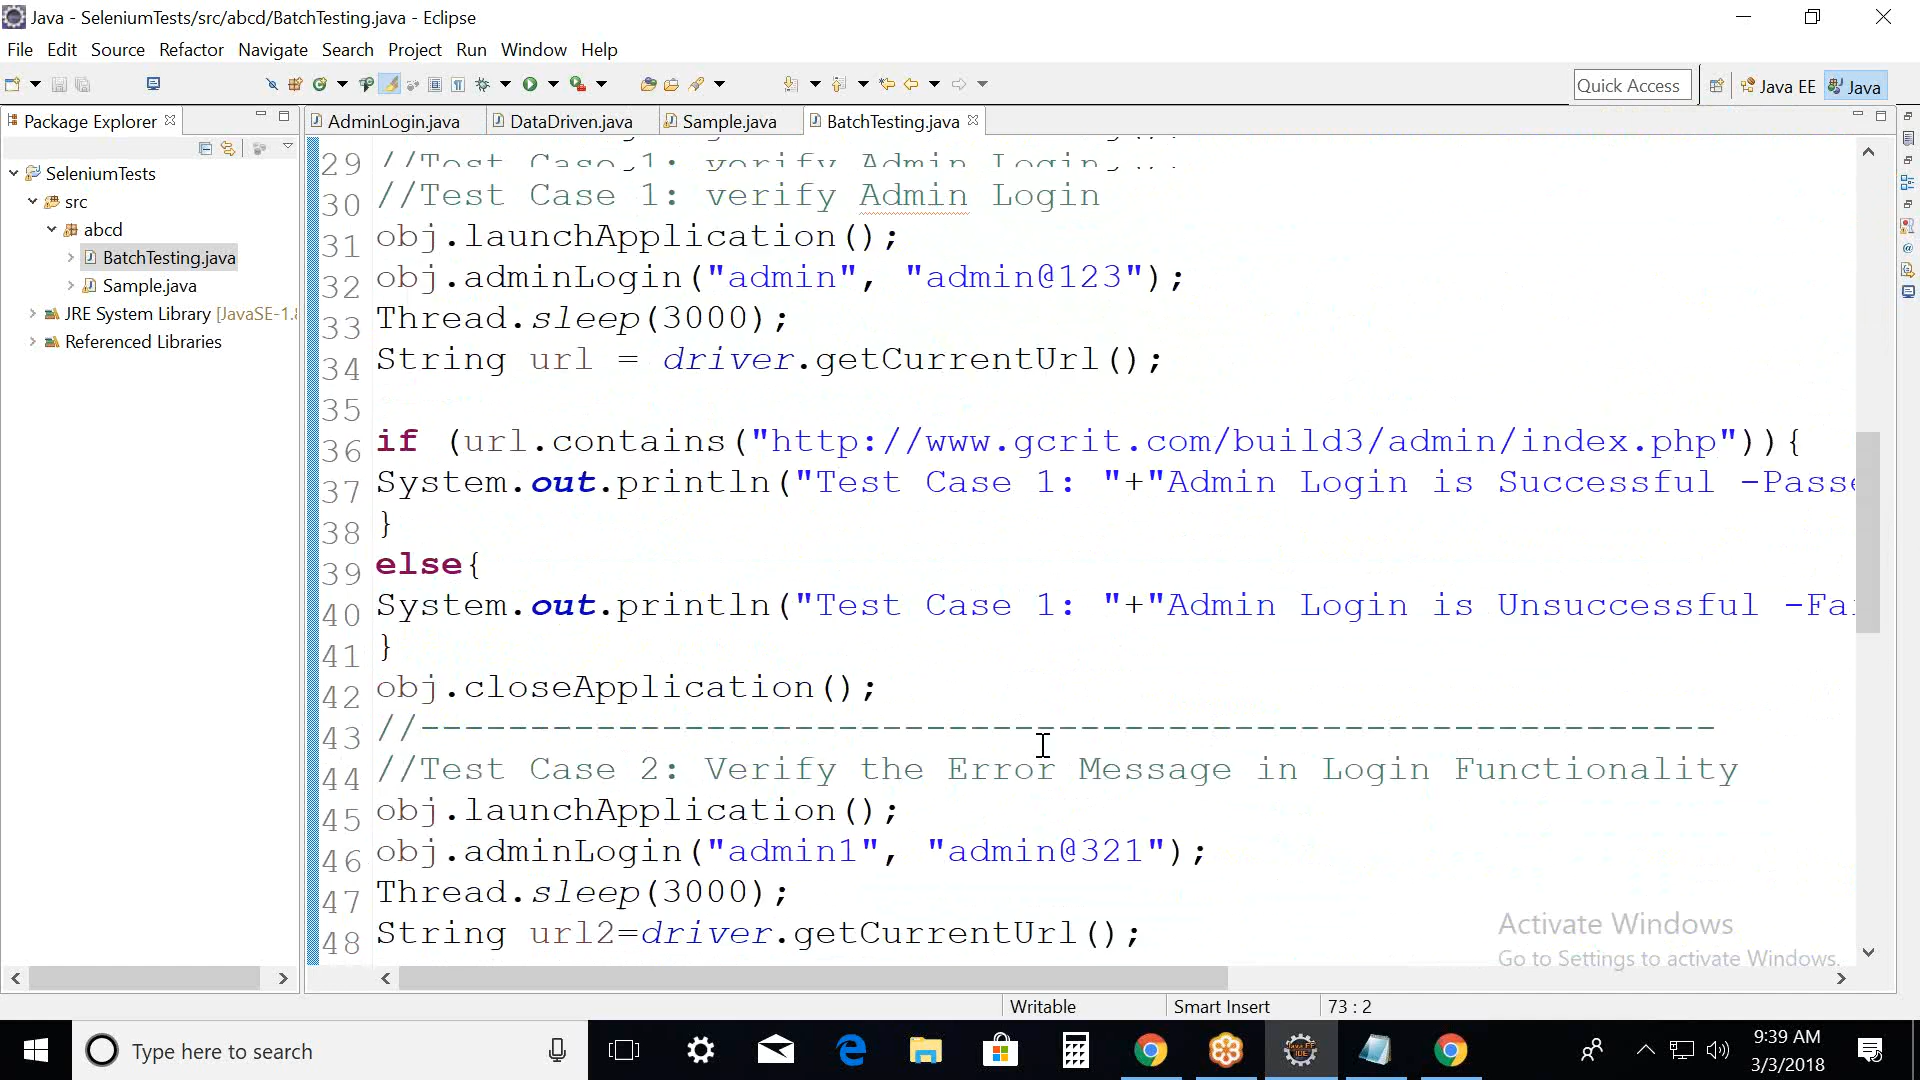 Java - SeleniumTests/src/abcd/BatchTesting.java - Eclipse
File Edit Source Refactor Navigate Search Project Run Window Help
Quick Access
Java EE
Java
Package Explorer
AdminLogin.java
DataDriven.java
Sample.java
BatchTesting.java
SeleniumTests
src
abcd
BatchTesting.java
Sample.java
JRE System Library [JavaSE-1.
Referenced Libraries
29 //Test Case 1: verify Admin Login
30 //Test Case 1: verify Admin Login
31 obj.launchApplication();
32 obj.adminLogin("admin", "admin@123");
33 Thread.sleep(3000);
34 String url = driver.getCurrentUrl();
35
36 if (url.contains("http://www.gcrit.com/build3/admin/index.php")){
37 System.out.println("Test Case 1: "+"Admin Login is Successful -Passe
38 }
39 else{
40 System.out.println("Test Case 1: "+"Admin Login is Unsuccessful -Fai
41 }
42 obj.closeApplication();
43 //-----------------------------------------------------------
44 //Test Case 2: Verify the Error Message in Login Functionality
45 obj.launchApplication();
46 obj.adminLogin("admin1", "admin@321");
47 Thread.sleep(3000);
48 String url2=driver.getCurrentUrl();
Activate Windows
Go to Settings to activate Windows.
Writable
Smart Insert
73 : 2
Type here to search
9:39 AM
3/3/2018